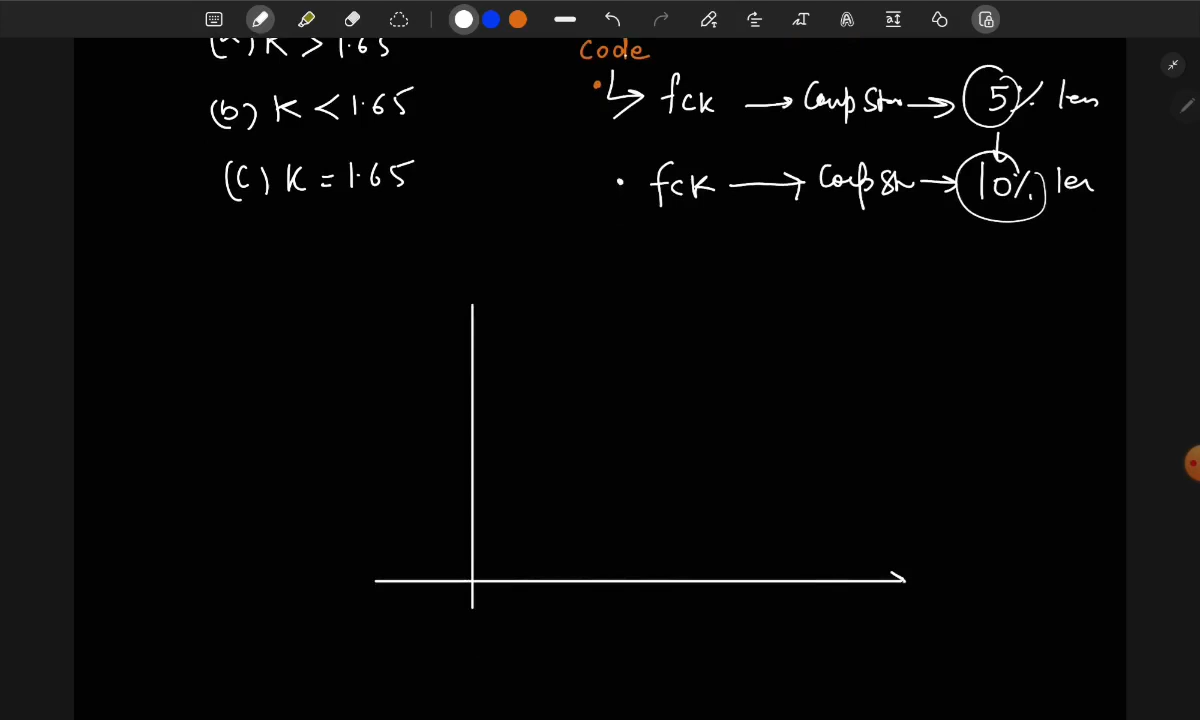 (a) K > 1.65
(b) K < 1.65
(c) K = 1.65
Code
↳ fck → Comp Str → 5% les
• fck → Comp Str → 10% les